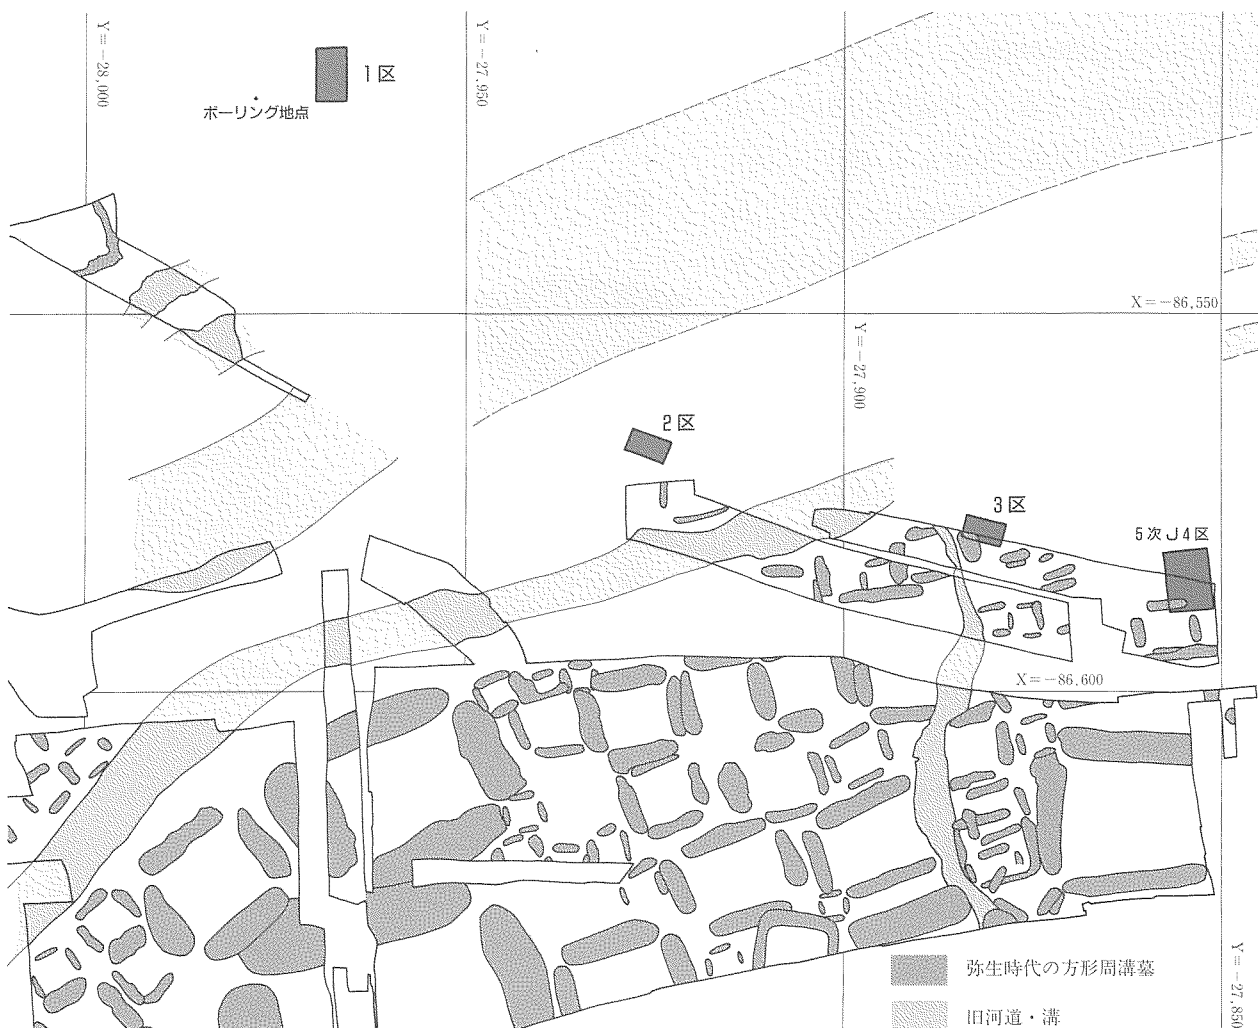 Y=−28,000
1区
ボーリング地点
Y=−27,950
X=−86,550
Y=−27,900
2区
3区
5次J4区
X=−86,600
弥生時代の方形周溝墓
旧河道・溝
Y=−27,850